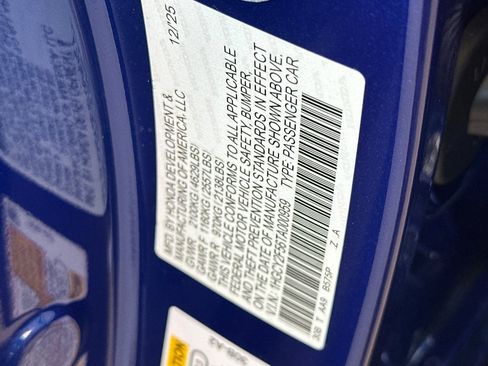 MFD. BY HONDA DEVELOPMENT &
MANUFACTURING OF AMERICA, LLC
12/'25
GVWR 2100KG (4629LBS)
GAWR F 1160KG (2557LBS)
GAWR R 970KG (2138LBS)
THIS VEHICLE CONFORMS TO ALL APPLICABLE
FEDERAL MOTOR VEHICLE SAFETY, BUMPER,
AND THEFT PREVENTION STANDARDS IN EFFECT
ON THE DATE OF MANUFACTURE SHOWN ABOVE.
V.I.N.: TYPE PASSENGER CAR
T AA9 B575P Z A